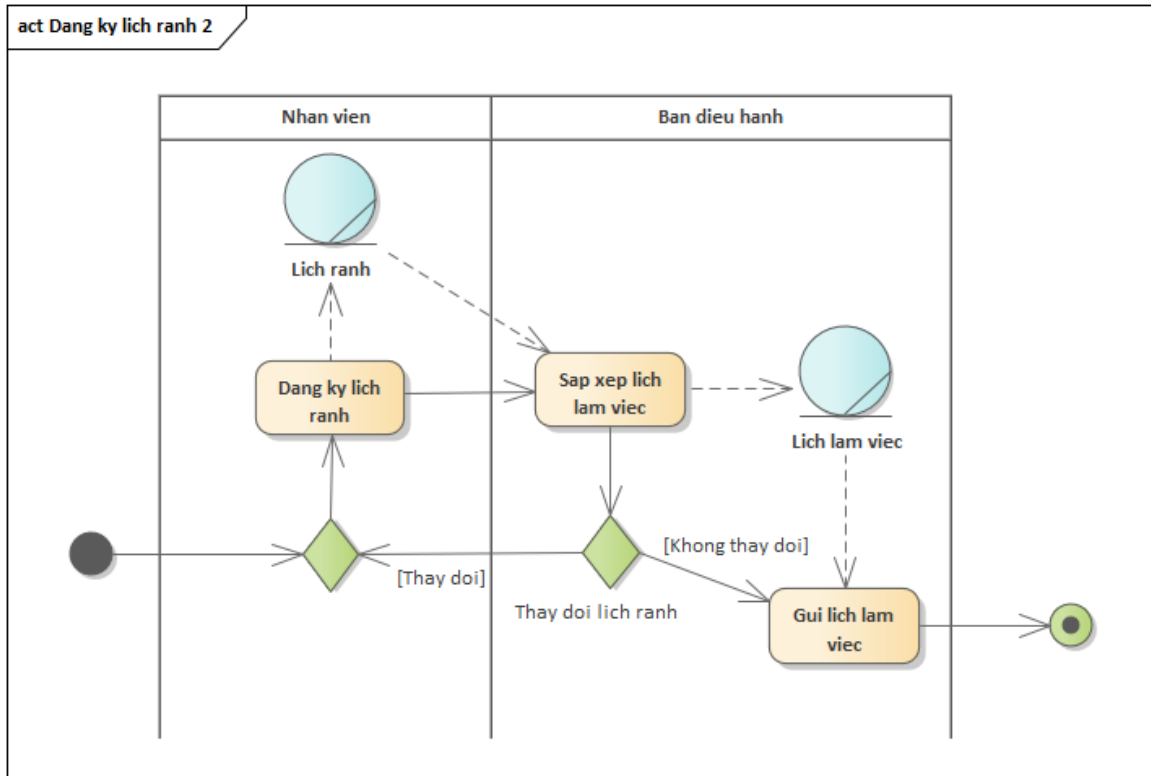 act Dang ky lich ranh 2
Nhan vien
Ban dieu hanh
Lich ranh
Dang ky lich
ranh
Sap xep lich
lam viec
Lich lam viec
[Khong thay doi]
[Thay doi]
Thay doi lich ranh
Gui lich lam
viec